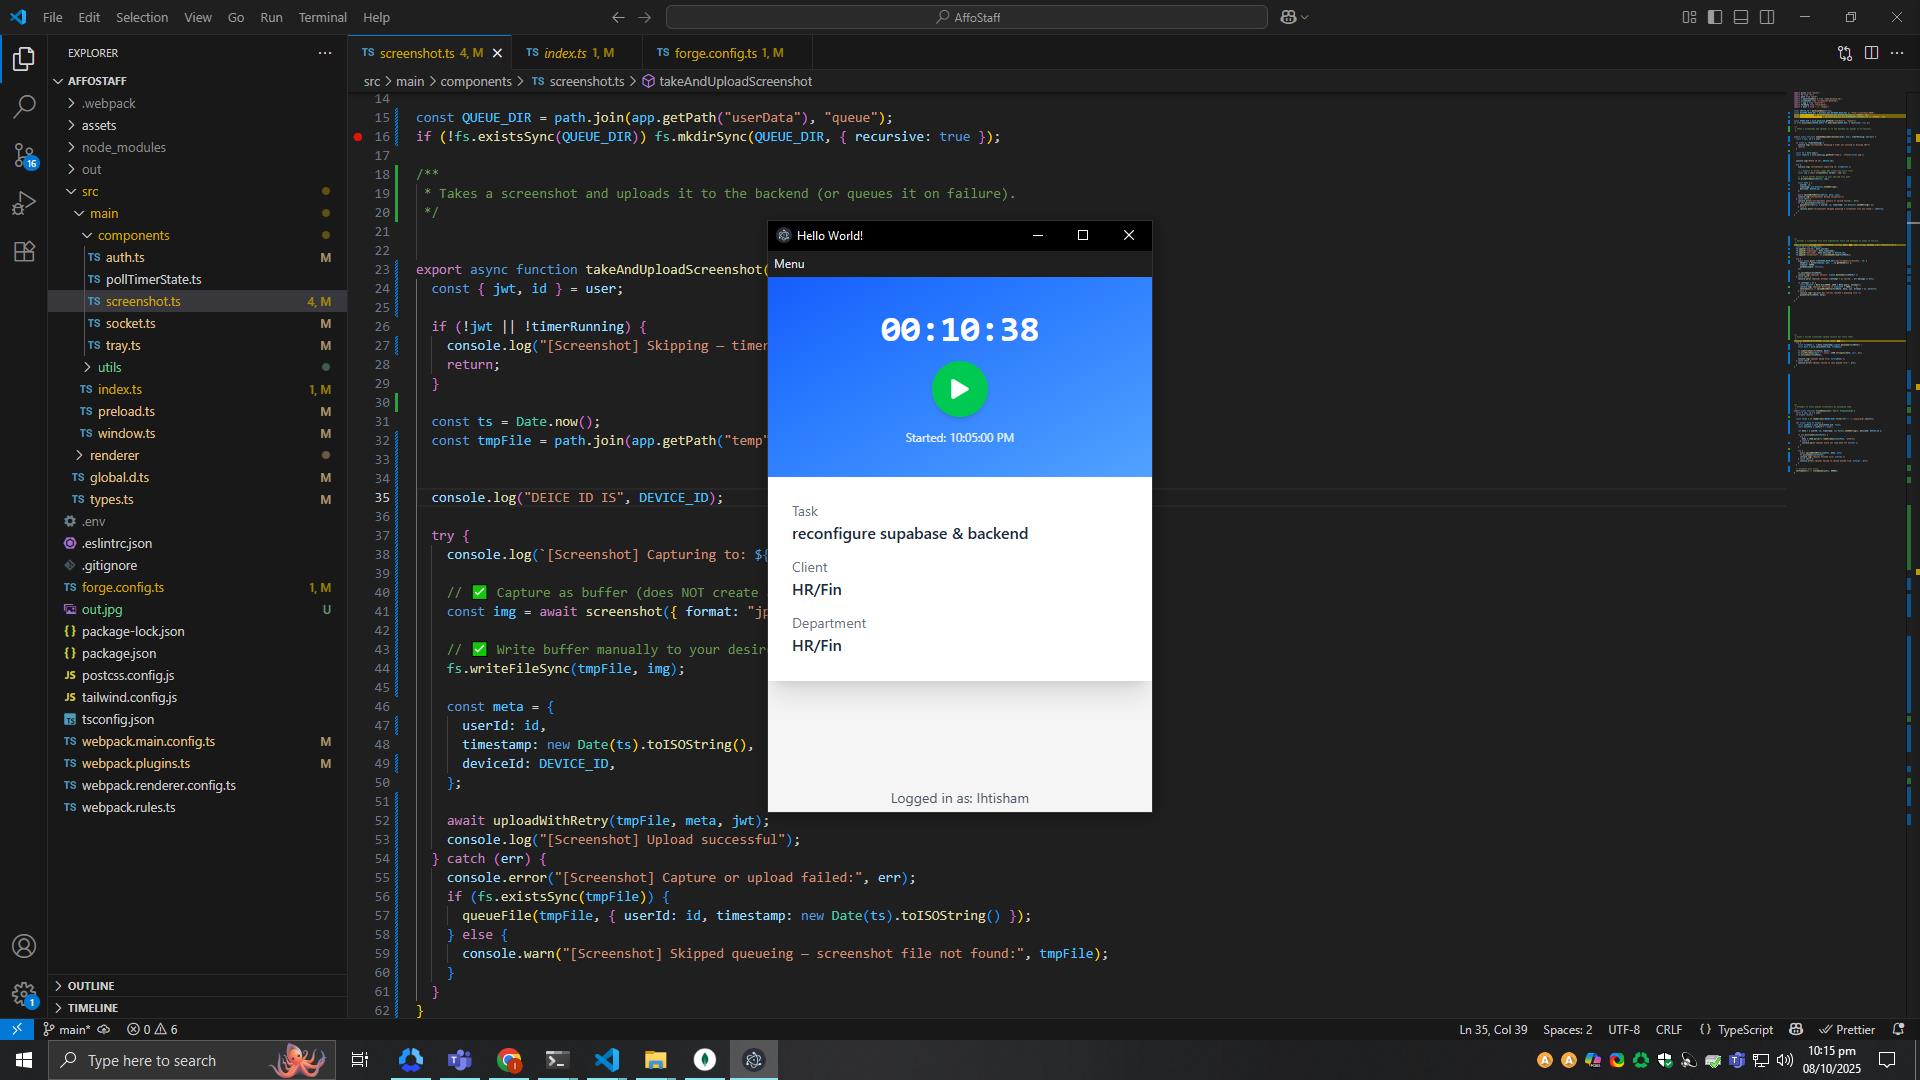 File Edit Selection View Go Run Terminal Help
AffoStaff
EXPLORER
AFFOSTAFF
.webpack
assets
node_modules
out
src
main
components
TS auth.ts M
TS pollTimerState.ts
TS screenshot.ts 4, M
TS socket.ts M
TS tray.ts M
utils
TS index.ts 1, M
TS preload.ts M
TS window.ts M
renderer
TS global.d.ts M
TS types.ts M
.env
.eslintrc.json
.gitignore
TS forge.config.ts 1, M
out.jpg U
{} package-lock.json
{} package.json
JS postcss.config.js
JS tailwind.config.js
tsconfig.json
TS webpack.main.config.ts M
TS webpack.plugins.ts M
TS webpack.renderer.config.ts
TS webpack.rules.ts
OUTLINE
TIMELINE
16
1
TS screenshot.ts 4, M
TS index.ts 1, M
TS forge.config.ts 1, M
src > main > components > TS screenshot.ts > takeAndUploadScreenshot
14
15 const QUEUE_DIR = path.join(app.getPath("userData"), "queue");
16 if (!fs.existsSync(QUEUE_DIR)) fs.mkdirSync(QUEUE_DIR, { recursive: true });
17
18 /**
19 * Takes a screenshot and uploads it to the backend (or queues it on failure).
20 */
21
22
23 export async function takeAndUploadScreenshot(
24 const { jwt, id } = user;
25
26 if (!jwt || !timerRunning) {
27 console.log("[Screenshot] Skipping — timer
28 return;
29 }
30
31 const ts = Date.now();
32 const tmpFile = path.join(app.getPath("temp"
33
34
35 console.log("DEICE ID IS", DEVICE_ID);
36
37 try {
38 console.log(`[Screenshot] Capturing to: ${
39
40 // ✅ Capture as buffer (does NOT create
41 const img = await screenshot({ format: "jp
42
43 // ✅ Write buffer manually to your desir
44 fs.writeFileSync(tmpFile, img);
45
46 const meta = {
47 userId: id,
48 timestamp: new Date(ts).toISOString(),
49 deviceId: DEVICE_ID,
50 };
51
52 await uploadWithRetry(tmpFile, meta, jwt);
53 console.log("[Screenshot] Upload successful");
54 } catch (err) {
55 console.error("[Screenshot] Capture or upload failed:", err);
56 if (fs.existsSync(tmpFile)) {
57 queueFile(tmpFile, { userId: id, timestamp: new Date(ts).toISOString() });
58 } else {
59 console.warn("[Screenshot] Skipped queueing — screenshot file not found:", tmpFile);
60 }
61 }
62 }
Hello World!
Menu
00:10:38
Started: 10:05:00 PM
Task
reconfigure supabase & backend
Client
HR/Fin
Department
HR/Fin
Logged in as: Ihtisham
main* 0 6
Ln 35, Col 39 Spaces: 2 UTF-8 CRLF {} TypeScript Prettier
Type here to search
10:15 pm
08/10/2025